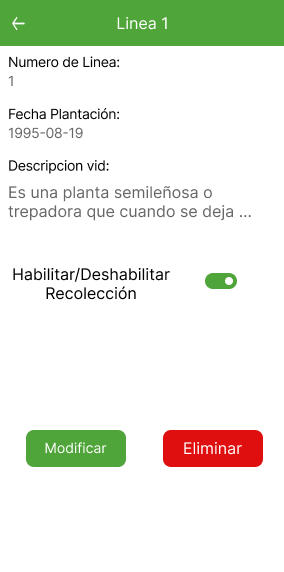 Linea 1
Numero de Linea:
1
Fecha Plantación:
1995-08-19
Descripcion vid:
Es una planta semileñosa o
trepadora que cuando se deja ...
Habilitar/Deshabilitar
Recolección
Modificar
Eliminar